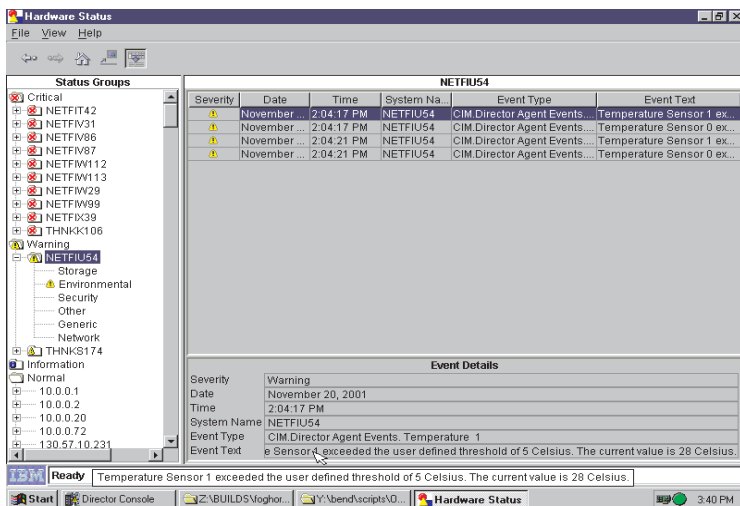 Hardware Status
File View Help
Status Groups
Critical
NETFIT42
NETFIV31
NETFIV86
NETFIV87
NETFIW112
NETFIW113
NETFIW29
NETFIW99
NETFIX39
THNKK106
Warning
NETFIU54
Storage
Environmental
Security
Other
Generic
Network
THNKS174
Information
Normal
10.0.0.1
10.0.0.2
10.0.0.20
10.0.0.72
130.57.10.231
NETFIU54
Severity Date Time System Na... Event Type Event Text
November ... 2:04:17 PM NETFIU54 CIM.Director Agent Events.... Temperature Sensor 1 ex...
November ... 2:04:17 PM NETFIU54 CIM.Director Agent Events.... Temperature Sensor 0 ex...
November ... 2:04:21 PM NETFIU54 CIM.Director Agent Events.... Temperature Sensor 1 ex...
November ... 2:04:21 PM NETFIU54 CIM.Director Agent Events.... Temperature Sensor 0 ex...
Event Details
Severity Warning
Date November 20, 2001
Time 2:04:17 PM
System Name NETFIU54
Event Type CIM.Director Agent Events. Temperature 1
Event Text e Sensor 1 exceeded the user defined threshold of 5 Celsius. The current value is 28 Celsius.
IBM Ready Temperature Sensor 1 exceeded the user defined threshold of 5 Celsius. The current value is 28 Celsius.
Start Director Console Z:\BUILDS\foghor... Y:\bend\scripts\0... Hardware Status 3:40 PM